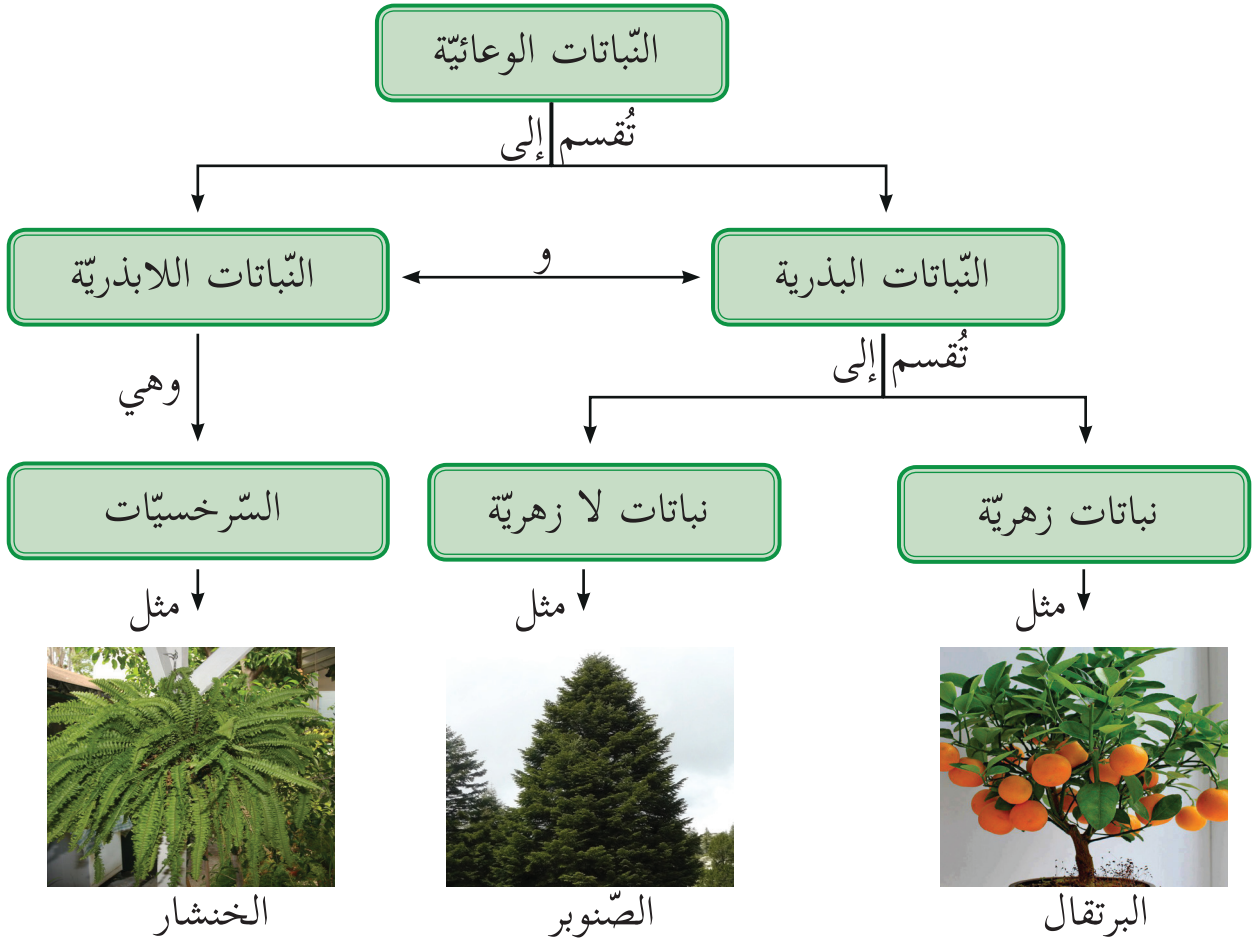 النّباتات الوعائيّة
تُقسم إلى
النّباتات البذرية
و
النّباتات اللابذريّة
تُقسم إلى
وهي
نباتات زهريّة
نباتات لا زهريّة
السّرخسيّات
مثل
مثل
مثل
البرتقال
الصّنوبر
الخنشار